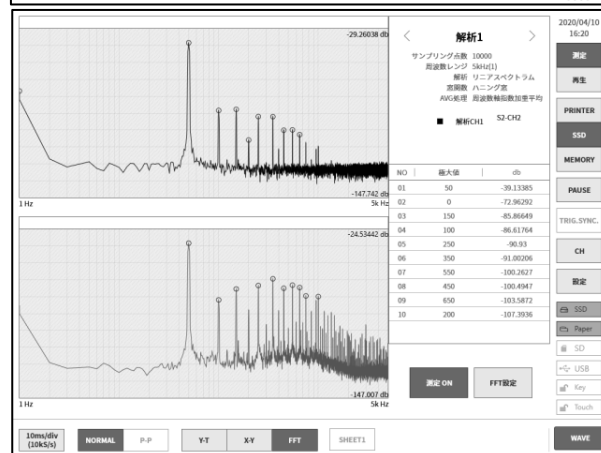 2020/04/10
16:20
-29.26038 db
-147.742 db
1 Hz
5k Hz
-24.53442 db
-147.007 db
1 Hz
5k Hz
< 解析1 >
サンプリング点数 10000
周波数レンジ 5kHz(1)
解析 リニアスペクトラム
窓関数 ハニング窓
AVG処理 周波数軸指数加重平均
■ 解析CH1 S2-CH2
NO 極大値 db
01 50 -39.13385
02 0 -72.96292
03 150 -85.86649
04 100 -86.61764
05 250 -90.93
06 350 -91.00206
07 550 -100.2627
08 450 -100.4947
09 650 -103.5872
10 200 -107.3936
測定 ON FFT設定
測定
再生
PRINTER
SSD
MEMORY
PAUSE
TRIG.SYNC.
CH
設定
SSD
Paper
SD
USB
Key
Touch
10ms/div
(10kS/s)
NORMAL P-P Y-T X-Y FFT SHEET1 WAVE